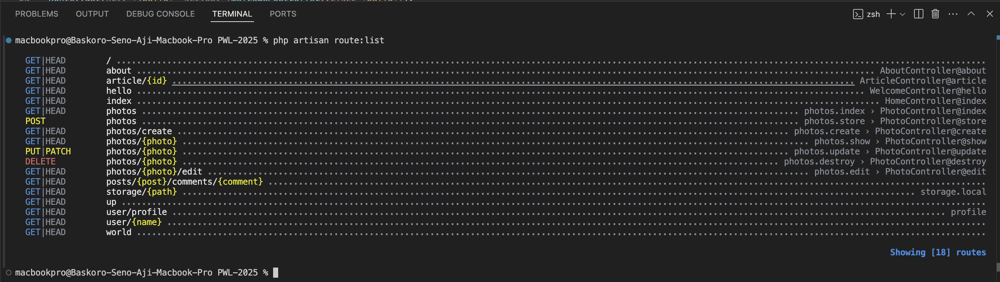 PROBLEMS OUTPUT DEBUG CONSOLE TERMINAL PORTS zsh
macbookpro@Baskoro-Seno-Aji-Macbook-Pro PWL-2025 % php artisan route:list
GET|HEAD / ........................................
GET|HEAD about ........................................ AboutController@about
GET|HEAD article/{id} ........................................ ArticleController@article
GET|HEAD hello ........................................ WelcomeController@hello
GET|HEAD index ........................................ HomeController@index
GET|HEAD photos ........................................ photos.index › PhotoController@index
POST photos ........................................ photos.store › PhotoController@store
GET|HEAD photos/create ........................................ photos.create › PhotoController@create
GET|HEAD photos/{photo} ........................................ photos.show › PhotoController@show
PUT|PATCH photos/{photo} ........................................ photos.update › PhotoController@update
DELETE photos/{photo} ........................................ photos.destroy › PhotoController@destroy
GET|HEAD photos/{photo}/edit ........................................ photos.edit › PhotoController@edit
GET|HEAD posts/{post}/comments/{comment} ........................................
GET|HEAD storage/{path} ........................................ storage.local
GET|HEAD up ........................................
GET|HEAD user/profile ........................................ profile
GET|HEAD user/{name} ........................................
GET|HEAD world ........................................
Showing [18] routes
macbookpro@Baskoro-Seno-Aji-Macbook-Pro PWL-2025 %